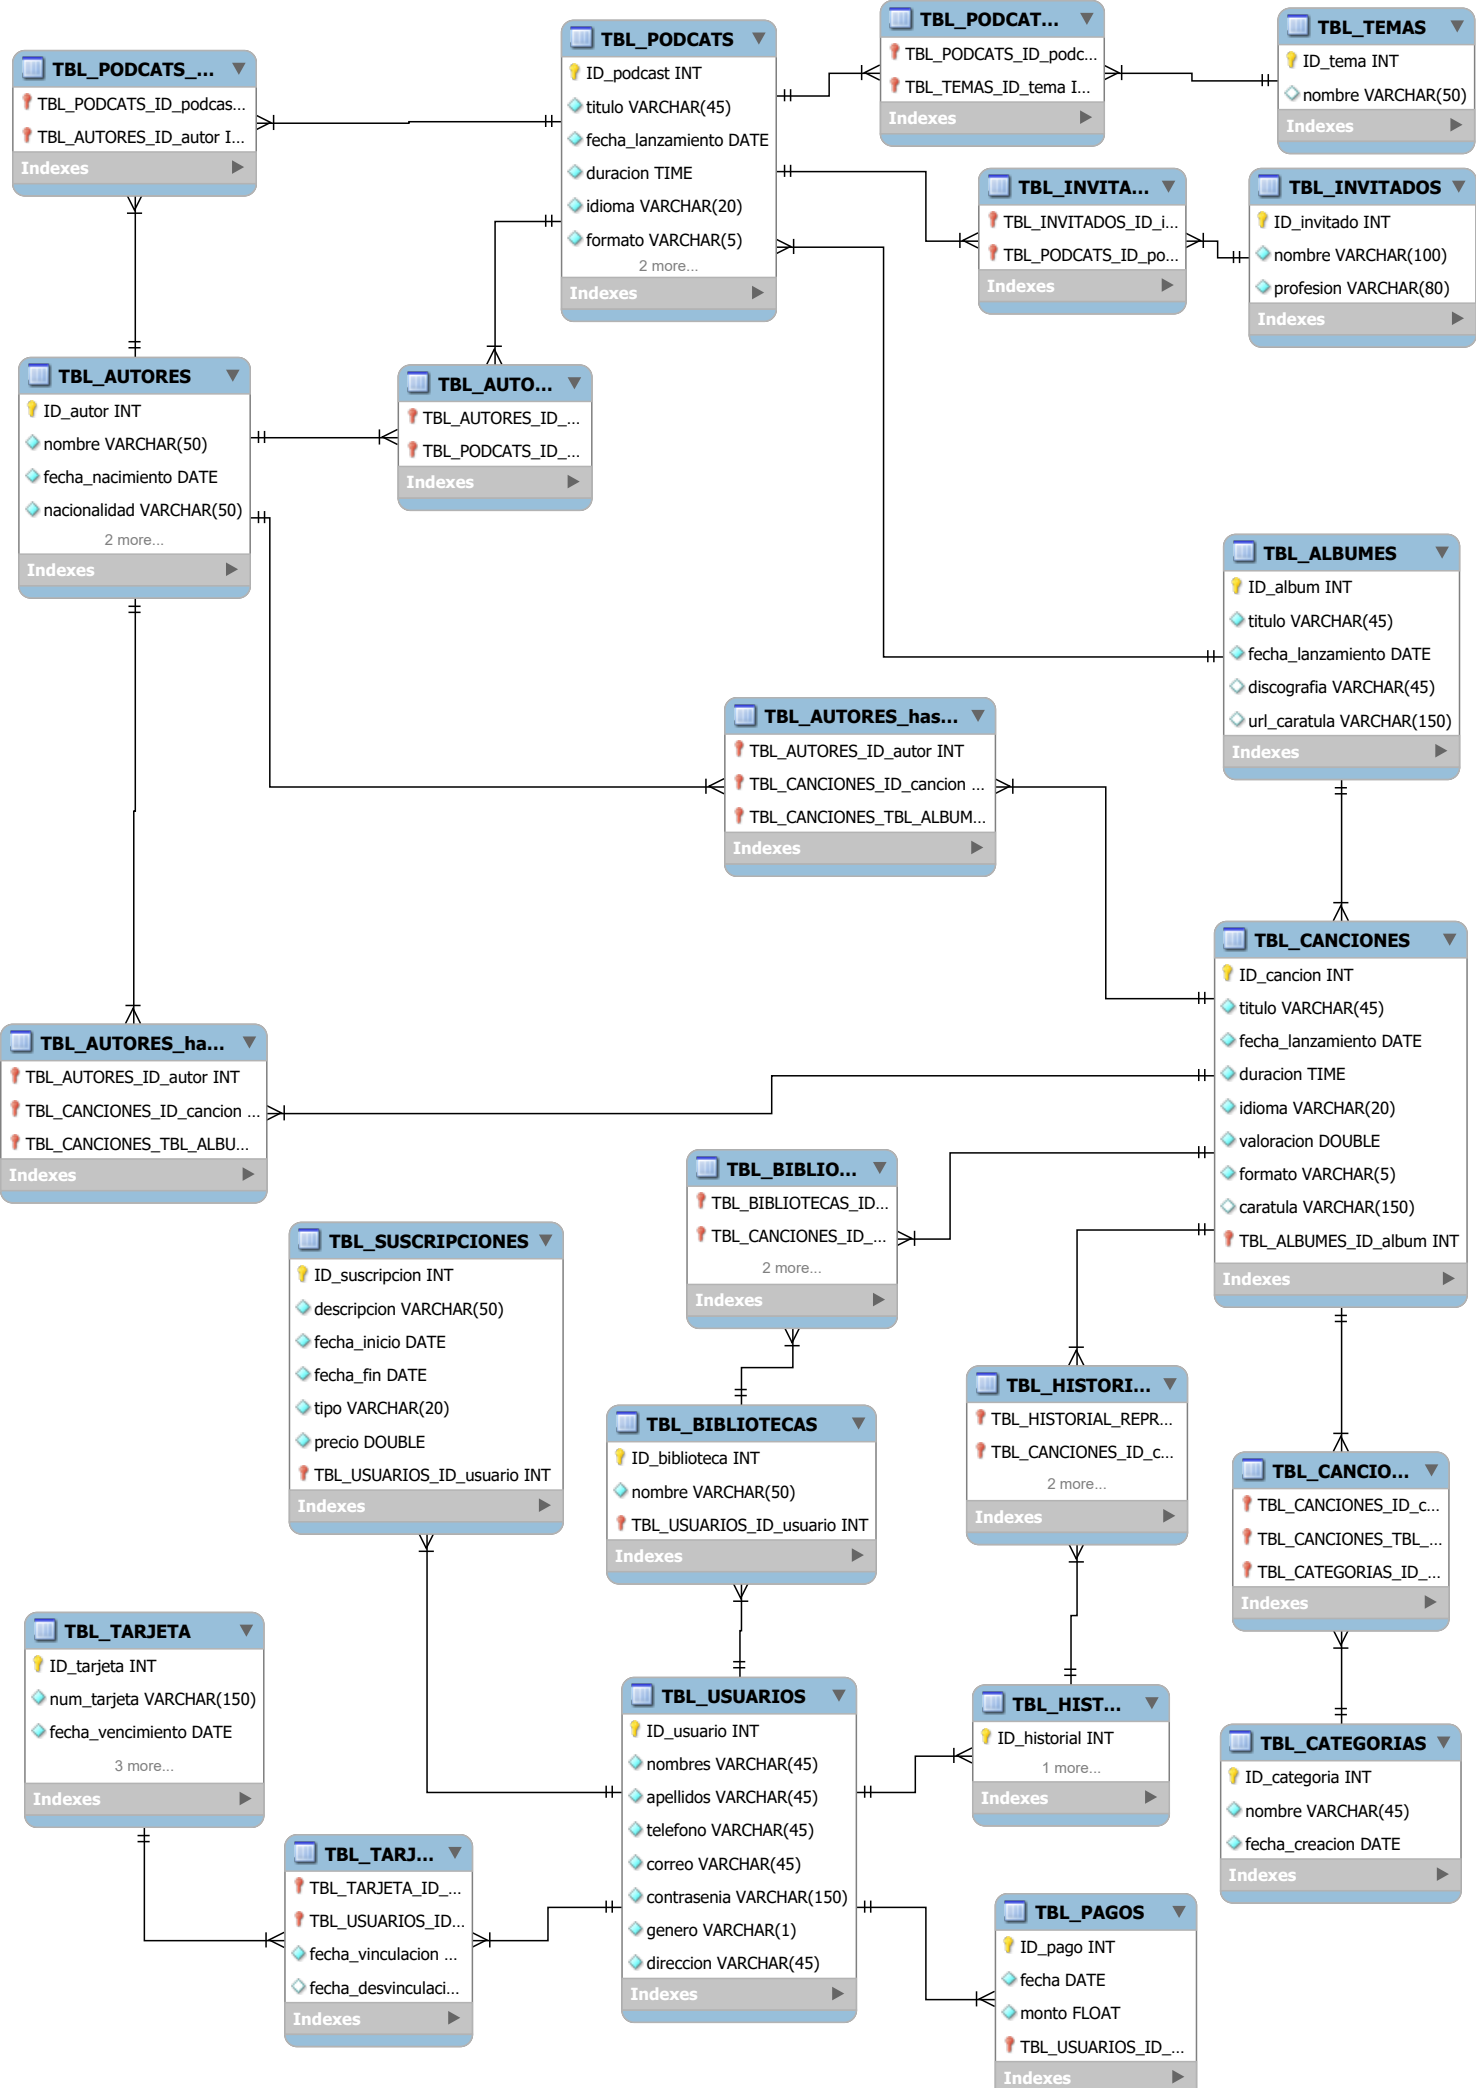 TBL_PODCATS_...
TBL_PODCATS_ID_podcas...
TBL_AUTORES_ID_autor I...
Indexes
TBL_PODCATS
ID_podcast INT
titulo VARCHAR(45)
fecha_lanzamiento DATE
duracion TIME
idioma VARCHAR(20)
formato VARCHAR(5)
2 more...
Indexes
TBL_PODCAT...
TBL_PODCATS_ID_podc...
TBL_TEMAS_ID_tema I...
Indexes
TBL_TEMAS
ID_tema INT
nombre VARCHAR(50)
Indexes
TBL_INVITA...
TBL_INVITADOS_ID_i...
TBL_PODCATS_ID_po...
Indexes
TBL_INVITADOS
ID_invitado INT
nombre VARCHAR(100)
profesion VARCHAR(80)
Indexes
TBL_AUTORES
ID_autor INT
nombre VARCHAR(50)
fecha_nacimiento DATE
nacionalidad VARCHAR(50)
2 more...
Indexes
TBL_AUTO...
TBL_AUTORES_ID_...
TBL_PODCATS_ID_...
Indexes
TBL_ALBUMES
ID_album INT
titulo VARCHAR(45)
fecha_lanzamiento DATE
discografia VARCHAR(45)
url_caratula VARCHAR(150)
Indexes
TBL_AUTORES_has...
TBL_AUTORES_ID_autor INT
TBL_CANCIONES_ID_cancion ...
TBL_CANCIONES_TBL_ALBUM...
Indexes
TBL_CANCIONES
ID_cancion INT
titulo VARCHAR(45)
fecha_lanzamiento DATE
duracion TIME
idioma VARCHAR(20)
valoracion DOUBLE
formato VARCHAR(5)
caratula VARCHAR(150)
TBL_ALBUMES_ID_album INT
Indexes
TBL_AUTORES_ha...
TBL_AUTORES_ID_autor INT
TBL_CANCIONES_ID_cancion ...
TBL_CANCIONES_TBL_ALBU...
Indexes
TBL_BIBLIO...
TBL_BIBLIOTECAS_ID...
TBL_CANCIONES_ID_...
2 more...
Indexes
TBL_SUSCRIPCIONES
ID_suscripcion INT
descripcion VARCHAR(50)
fecha_inicio DATE
fecha_fin DATE
tipo VARCHAR(20)
precio DOUBLE
TBL_USUARIOS_ID_usuario INT
Indexes
TBL_BIBLIOTECAS
ID_biblioteca INT
nombre VARCHAR(50)
TBL_USUARIOS_ID_usuario INT
Indexes
TBL_HISTORI...
TBL_HISTORIAL_REPR...
TBL_CANCIONES_ID_c...
2 more...
Indexes
TBL_CANCIO...
TBL_CANCIONES_ID_c...
TBL_CANCIONES_TBL_...
TBL_CATEGORIAS_ID_...
Indexes
TBL_TARJETA
ID_tarjeta INT
num_tarjeta VARCHAR(150)
fecha_vencimiento DATE
3 more...
Indexes
TBL_USUARIOS
ID_usuario INT
nombres VARCHAR(45)
apellidos VARCHAR(45)
telefono VARCHAR(45)
correo VARCHAR(45)
contrasenia VARCHAR(150)
genero VARCHAR(1)
direccion VARCHAR(45)
Indexes
TBL_HIST...
ID_historial INT
1 more...
Indexes
TBL_CATEGORIAS
ID_categoria INT
nombre VARCHAR(45)
fecha_creacion DATE
Indexes
TBL_TARJ...
TBL_TARJETA_ID_...
TBL_USUARIOS_ID...
fecha_vinculacion ...
fecha_desvinculaci...
Indexes
TBL_PAGOS
ID_pago INT
fecha DATE
monto FLOAT
TBL_USUARIOS_ID_...
Indexes